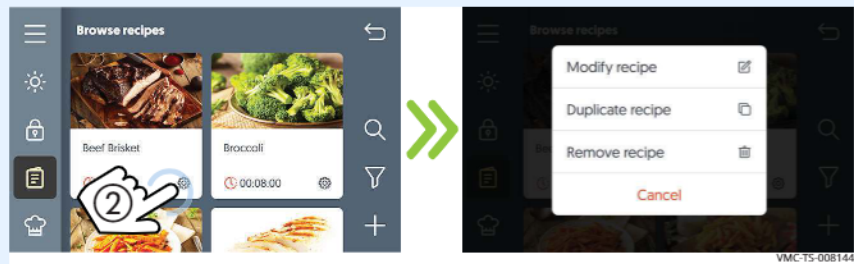 Browse recipes
Beef Brisket
Broccoli
00:08:00
2
Browse recipes
Modify recipe
Duplicate recipe
Remove recipe
Cancel
VMC-TS-008144